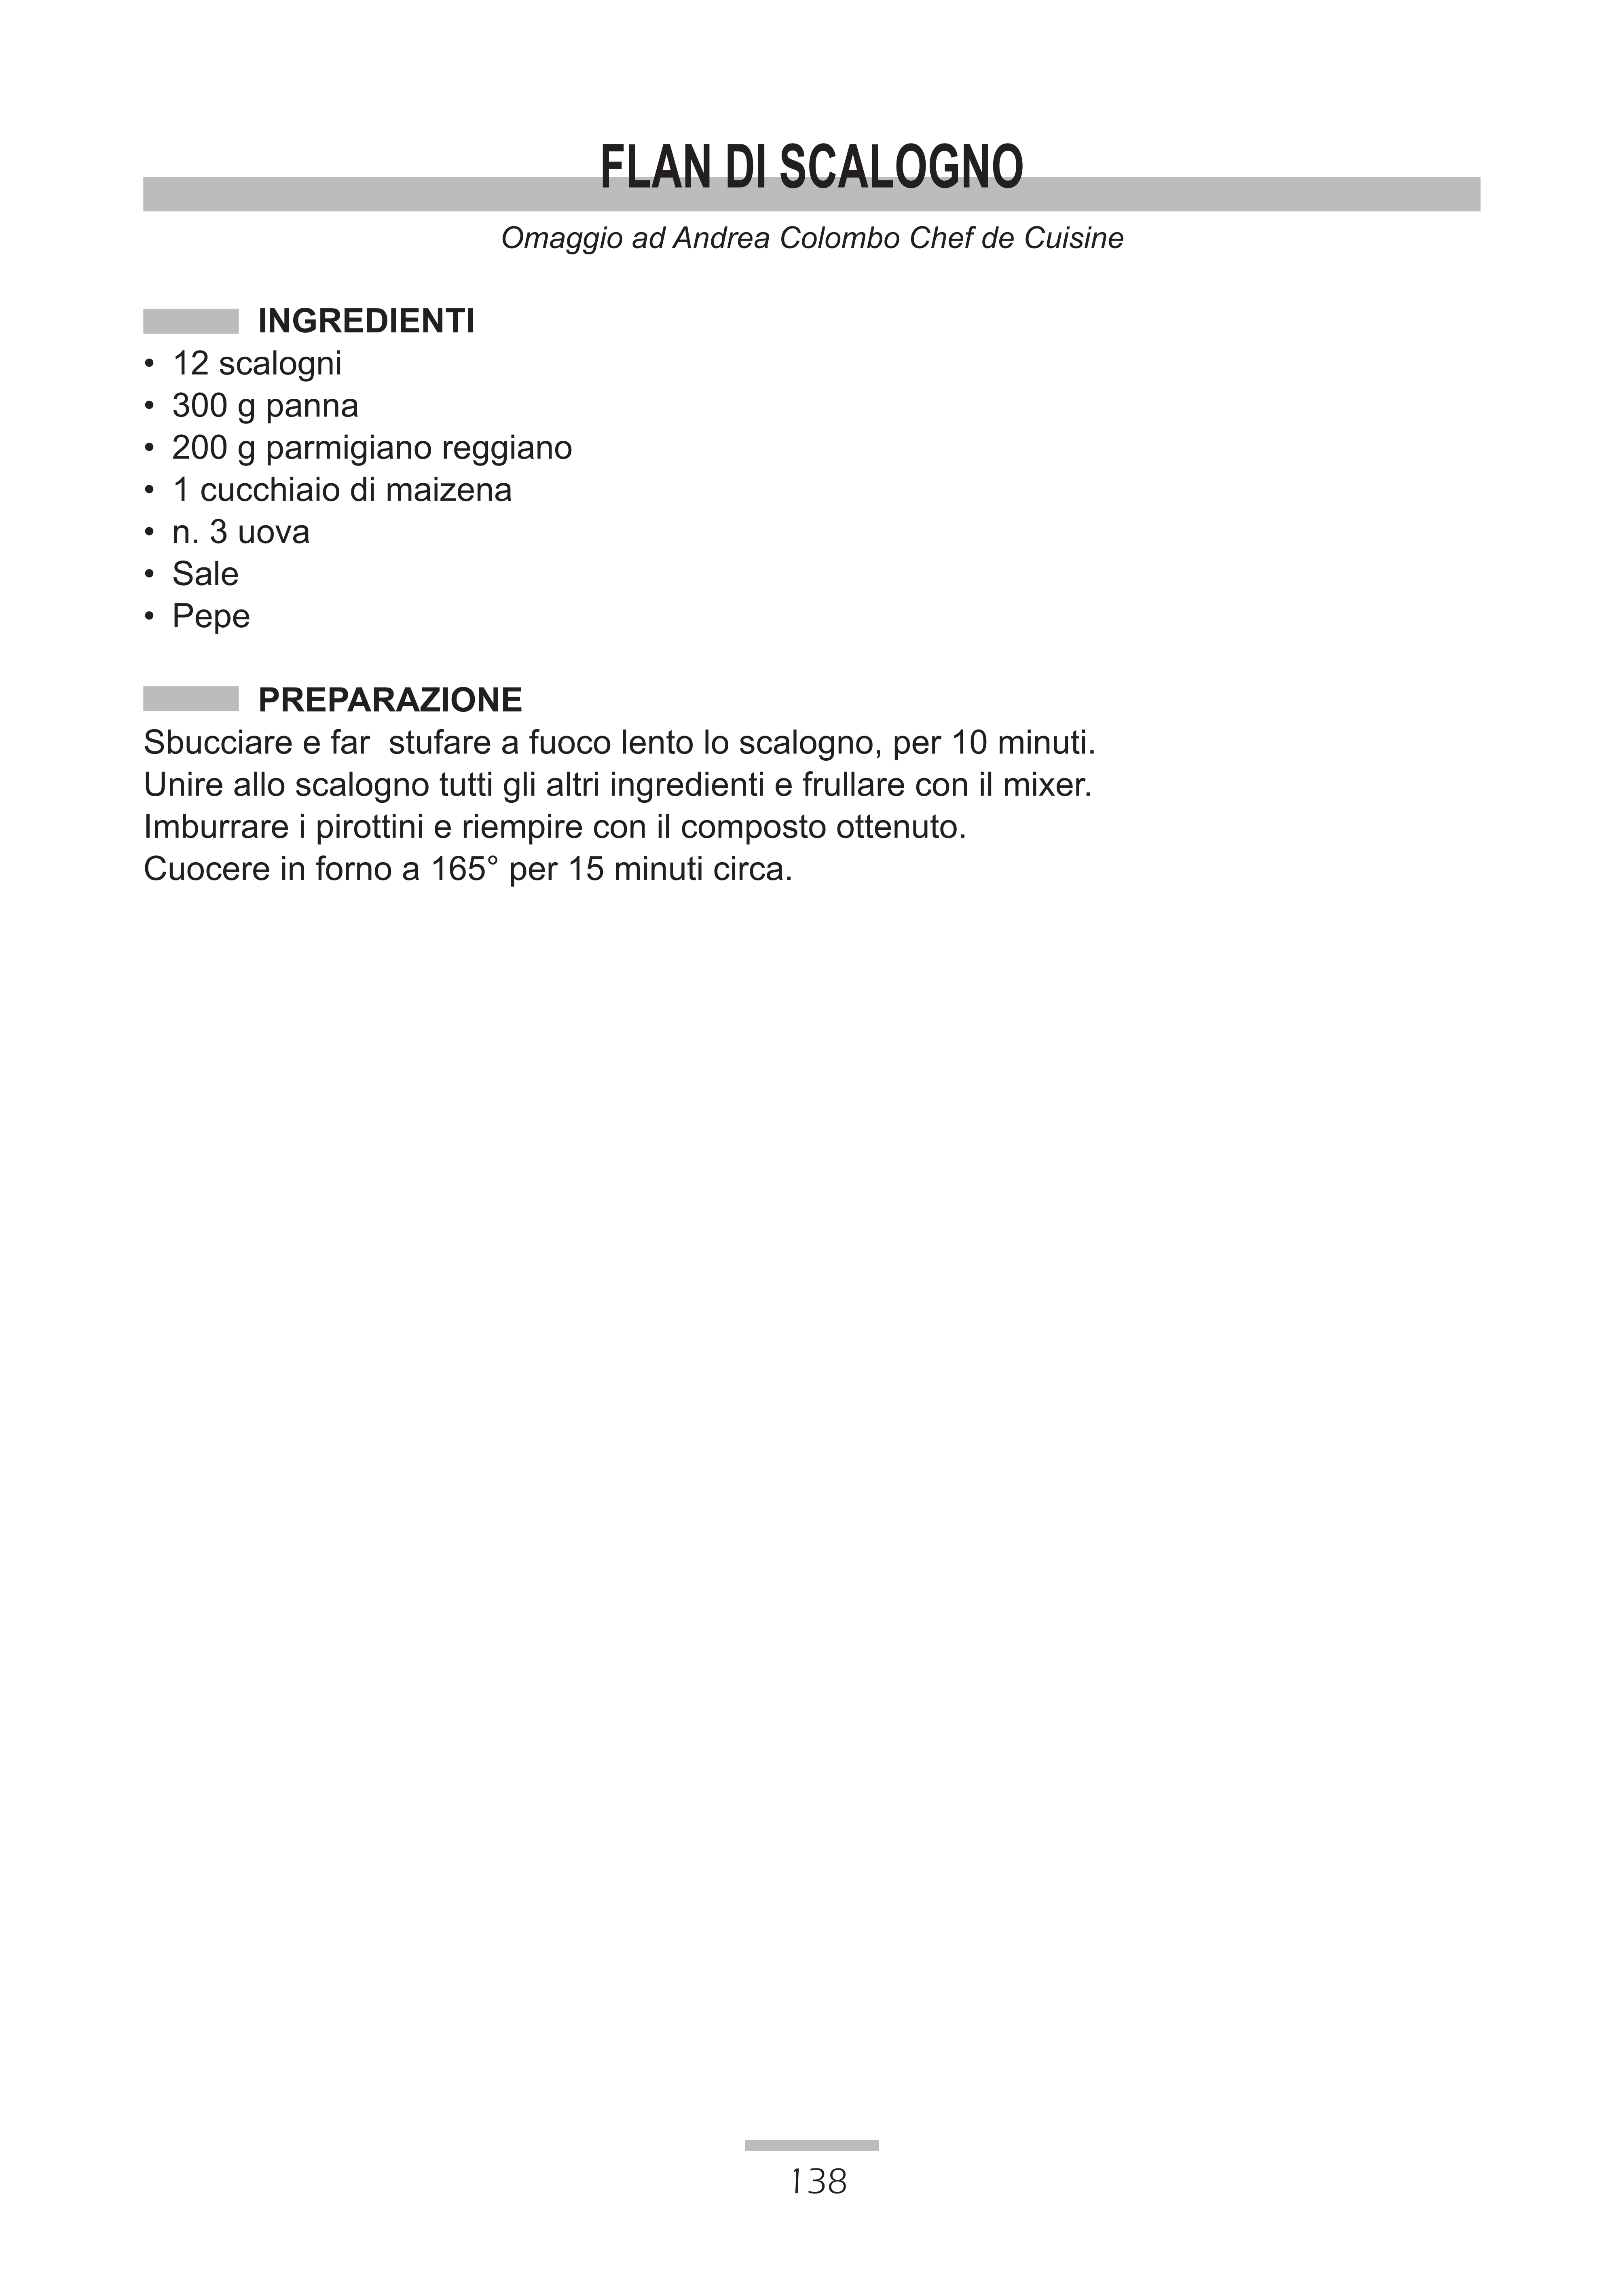 FLAN DI SCALOGNO
Omaggio ad Andrea Colombo Chef de Cuisine
INGREDIENTI
• 12 scalogni
• 300 g panna
• 200 g parmigiano reggiano
• 1 cucchiaio di maizena
• n. 3 uova
• Sale
• Pepe
PREPARAZIONE
Sbucciare e far  stufare a fuoco lento lo scalogno, per 10 minuti.
Unire allo scalogno tutti gli altri ingredienti e frullare con il mixer.
Imburrare i pirottini e riempire con il composto ottenuto.
Cuocere in forno a 165° per 15 minuti circa.
138